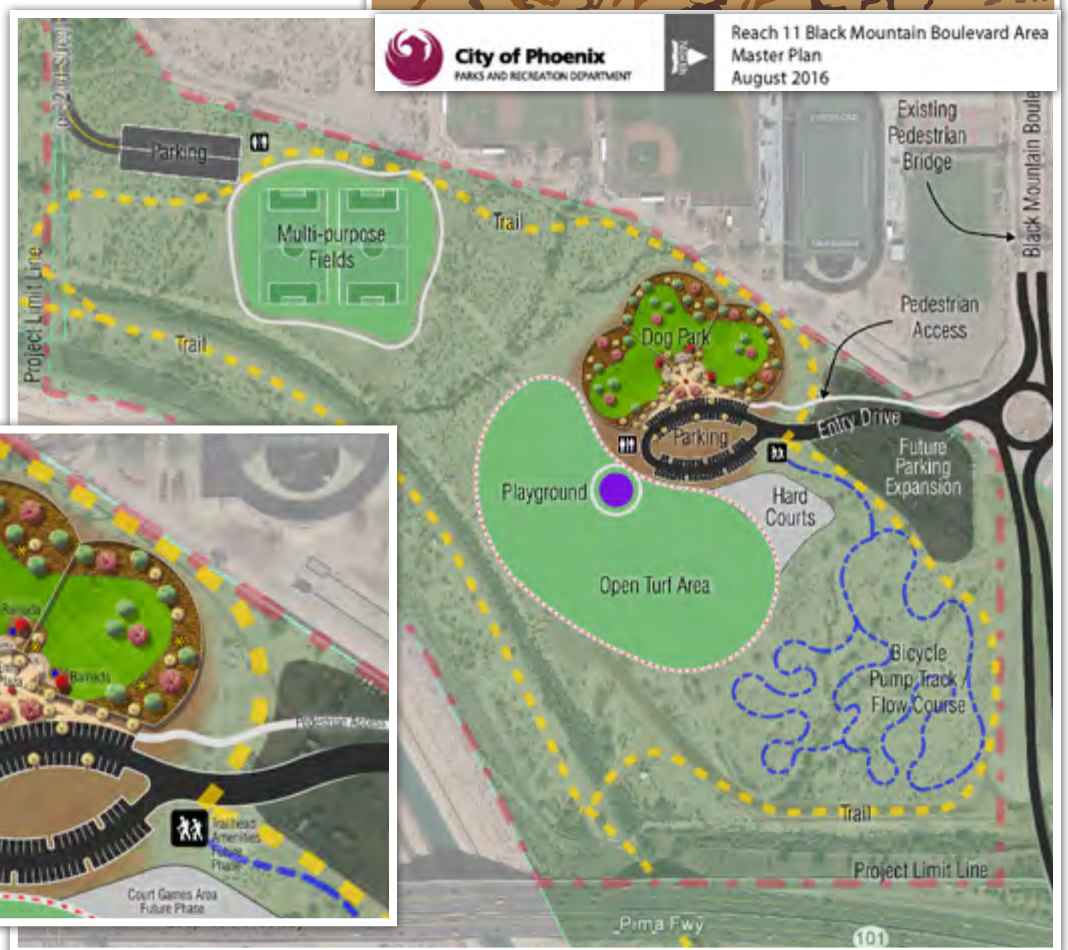 City of Phoenix
PARKS AND RECREATION DEPARTMENT
North
Reach 11 Black Mountain Boulevard Area
Master Plan
August 2016
Parking
Multi-purpose
Fields
Trail
Existing
Pedestrian
Bridge
Black Mountain Boule
Project Limit Line
Trail
Dog Park
Pedestrian
Access
Parking
Entry Drive
Future
Parking
Expansion
Playground
Hard
Courts
Open Turf Area
Bicycle
Pump Track /
Flow Course
Trail
Project Limit Line
Pima Fwy
101
Ramada
Ramada
Pedestrian Access
Trailhead
Amenities
Phase
Court Games Area
Future Phase